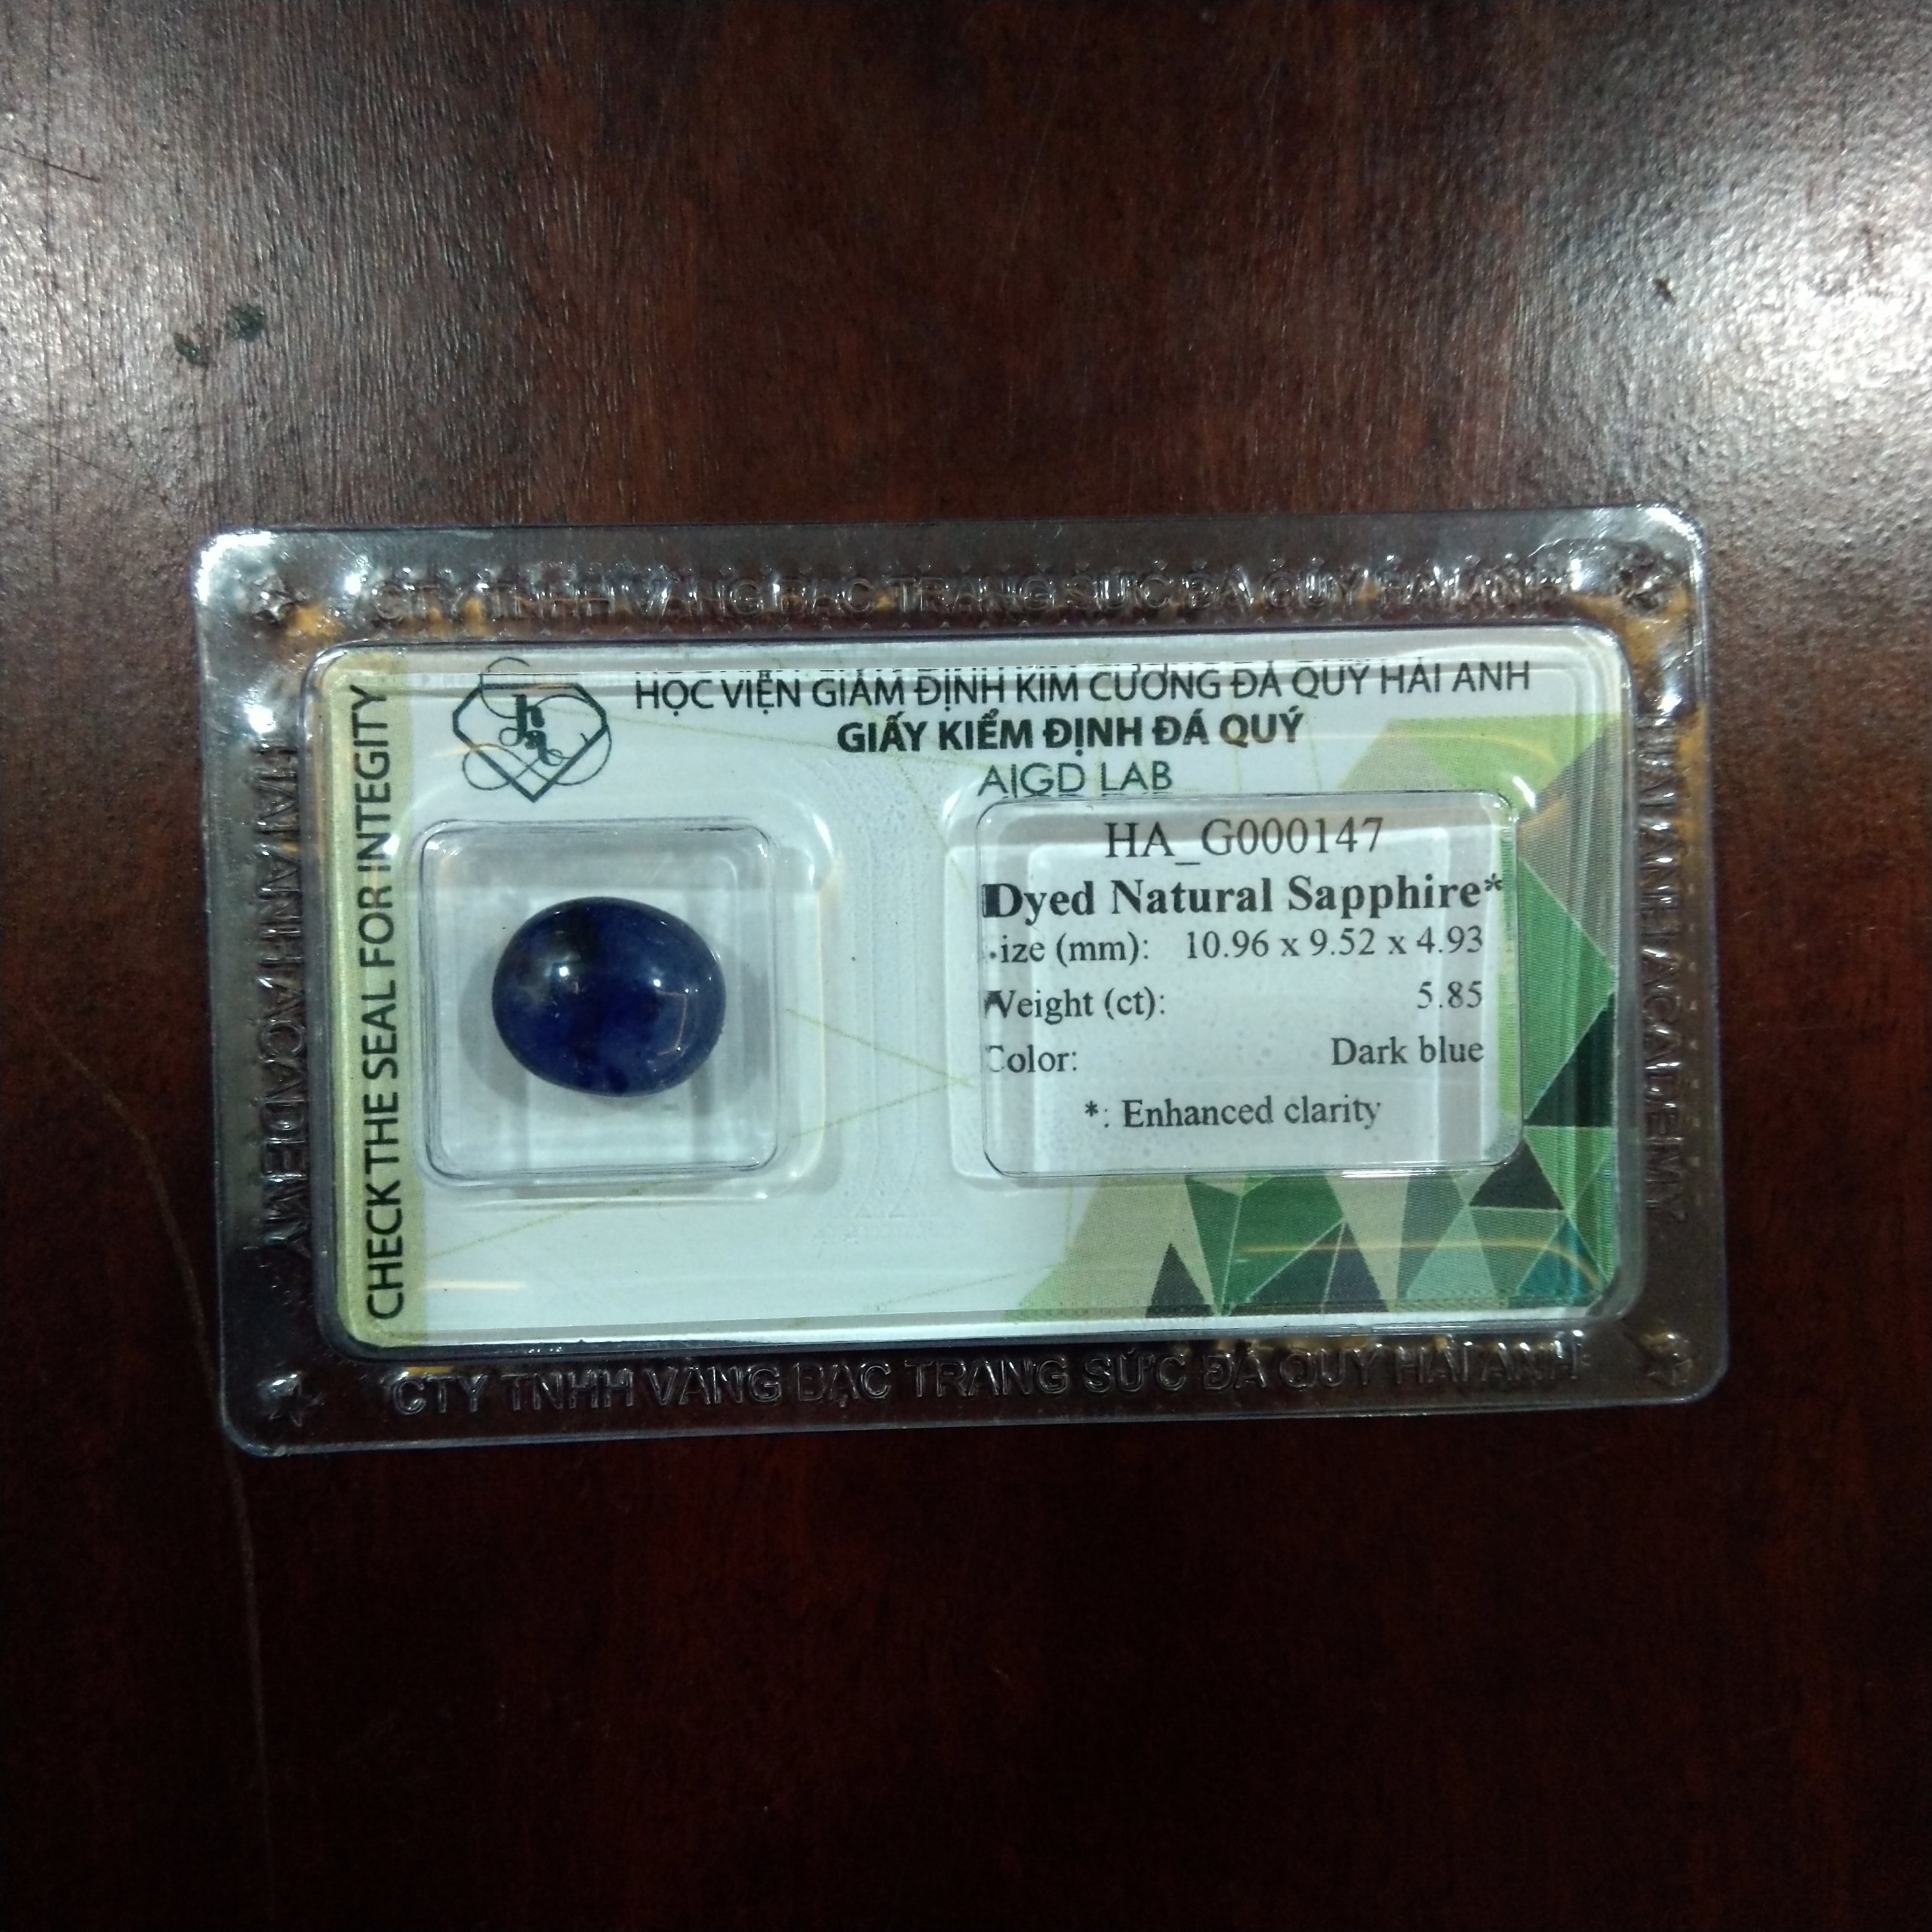 CTY TNHH VÀNG BẠC TRANG SỨC ĐÁ QUÝ HẢI ANH
HỌC VIỆN GIÁM ĐỊNH KIM CƯƠNG ĐÁ QUÝ HẢI ANH
GIẤY KIỂM ĐỊNH ĐÁ QUÝ
AIGD LAB
CHECK THE SEAL FOR INTEGITY
HA_G000147
Dyed Natural Sapphire*
Size (mm): 10.96 x 9.52 x 4.93
Weight (ct): 5.85
Color: Dark blue
*: Enhanced clarity
HAI ANH ACADEMY
HAI ANH ACADEMY
CTY TNHH VÀNG BẠC TRANG SỨC ĐÁ QUÝ HẢI ANH